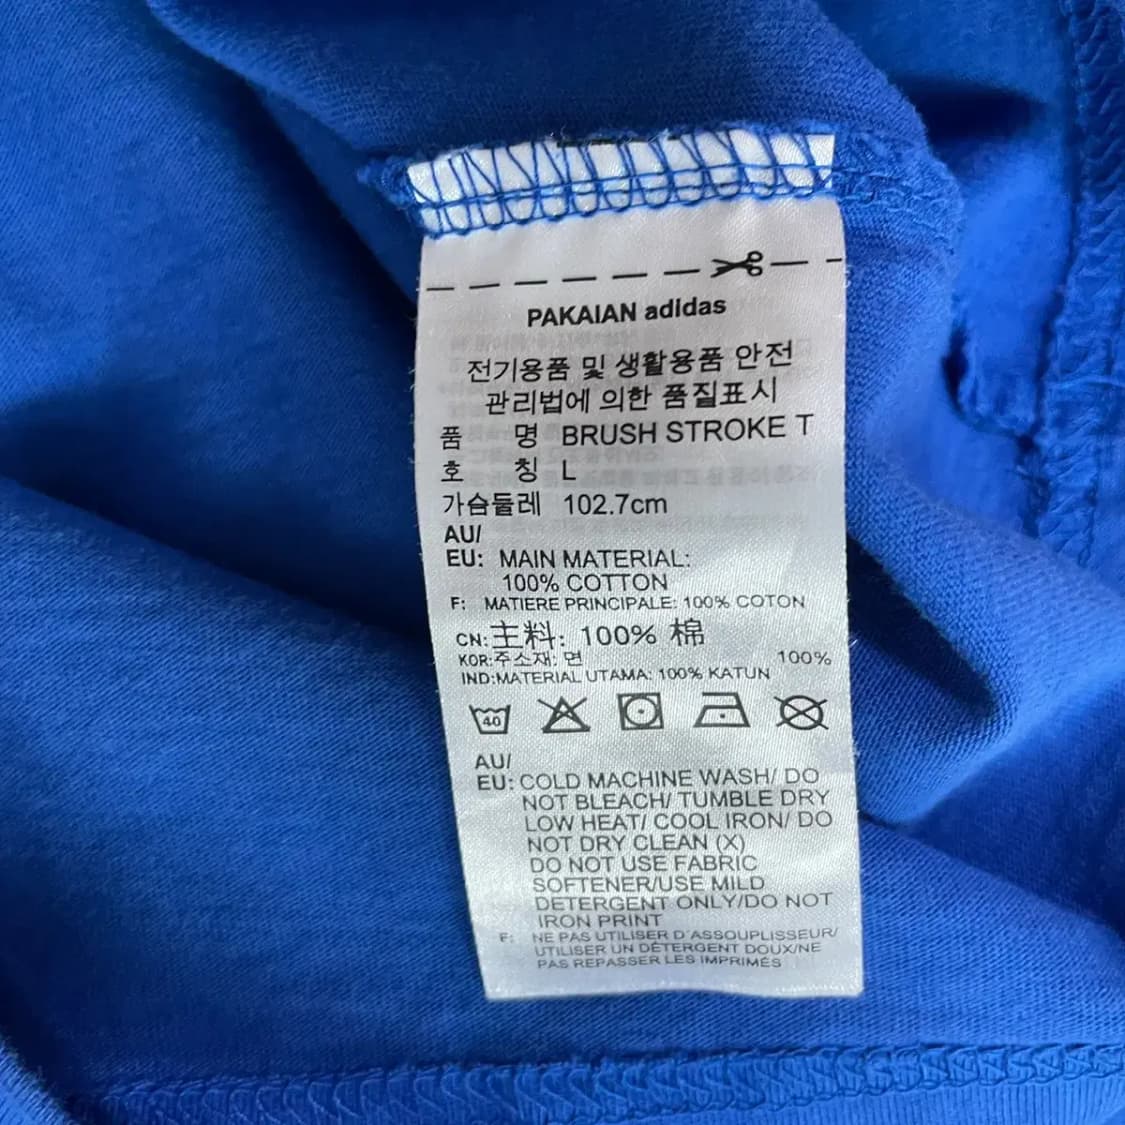 PAKAIAN adidas
전기용품 및 생활용품 안전
관리법에 의한 품질표시
품 명 BRUSH STROKE T
호 칭 L
가슴둘레 102.7cm
AU/
EU: MAIN MATERIAL:
100% COTTON
F: MATIERE PRINCIPALE: 100% COTON
CN:主料: 100% 棉
KOR:주소재: 면 100%
IND:MATERIAL UTAMA: 100% KATUN
40
AU/
EU: COLD MACHINE WASH/ DO
NOT BLEACH/ TUMBLE DRY
LOW HEAT/ COOL IRON/ DO
NOT DRY CLEAN (X)
DO NOT USE FABRIC
SOFTENER/USE MILD
DETERGENT ONLY/DO NOT
IRON PRINT
F: NE PAS UTILISER D'ASSOUPLISSEUR/
UTILISER UN DÉTERGENT DOUX/NE
PAS REPASSER LES IMPRIMÉS